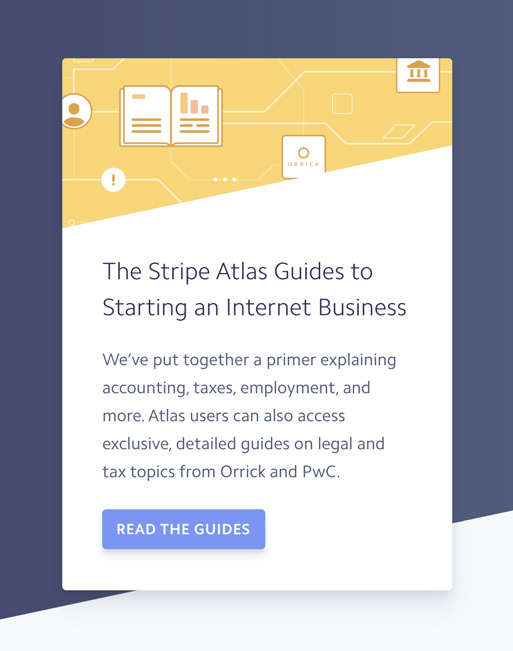 ORRICK
The Stripe Atlas Guides to
Starting an Internet Business
We’ve put together a primer explaining
accounting, taxes, employment, and
more. Atlas users can also access
exclusive, detailed guides on legal and
tax topics from Orrick and PwC.
READ THE GUIDES